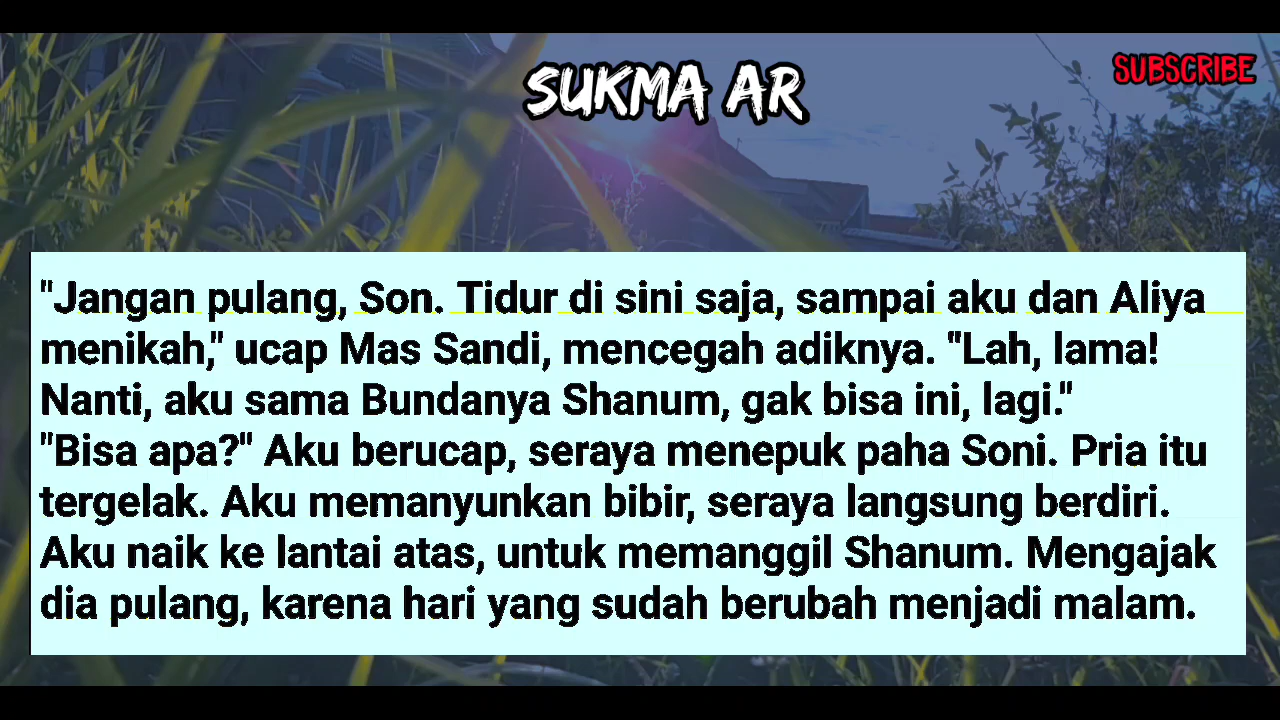 SUKMA AR
SUBSCRIBE
"Jangan pulang, Son. Tidur di sini saja, sampai aku dan Aliya
menikah," ucap Mas Sandi, mencegah adiknya. "Lah, lama!
Nanti, aku sama Bundanya Shanum, gak bisa ini, lagi."
"Bisa apa?" Aku berucap, seraya menepuk paha Soni. Pria itu
tergelak. Aku memanyunkan bibir, seraya langsung berdiri.
Aku naik ke lantai atas, untuk memanggil Shanum. Mengajak
dia pulang, karena hari yang sudah berubah menjadi malam.